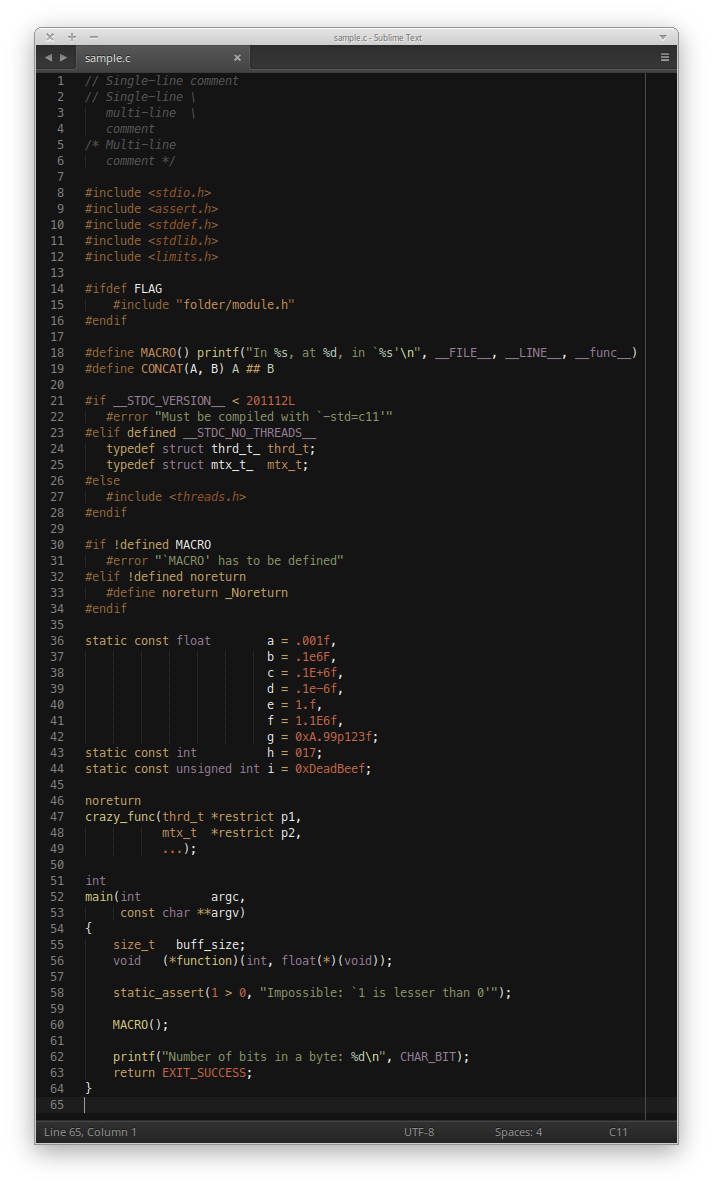 sample.c - Sublime Text
sample.c
1 // Single-line comment
2 // Single-line \
3    multi-line  \
4    comment
5 /* Multi-line
6    comment */
7
8 #include <stdio.h>
9 #include <assert.h>
10 #include <stddef.h>
11 #include <stdlib.h>
12 #include <limits.h>
13
14 #ifdef FLAG
15     #include "folder/module.h"
16 #endif
17
18 #define MACRO() printf("In %s, at %d, in `%s'\n", __FILE__, __LINE__, __func__)
19 #define CONCAT(A, B) A ## B
20
21 #if __STDC_VERSION__ < 201112L
22    #error "Must be compiled with `-std=c11'"
23 #elif defined __STDC_NO_THREADS__
24    typedef struct thrd_t_ thrd_t;
25    typedef struct mtx_t_  mtx_t;
26 #else
27    #include <threads.h>
28 #endif
29
30 #if !defined MACRO
31    #error "`MACRO' has to be defined"
32 #elif !defined noreturn
33    #define noreturn _Noreturn
34 #endif
35
36 static const float        a = .001f,
37                           b = .1e6F,
38                           c = .1E+6f,
39                           d = .1e-6f,
40                           e = 1.f,
41                           f = 1.1E6f,
42                           g = 0xA.99p123f;
43 static const int          h = 017;
44 static const unsigned int i = 0xDeadBeef;
45
46 noreturn
47 crazy_func(thrd_t *restrict p1,
48            mtx_t  *restrict p2,
49            ...);
50
51 int
52 main(int          argc,
53      const char **argv)
54 {
55     size_t   buff_size;
56     void   (*function)(int, float(*)(void));
57
58     static_assert(1 > 0, "Impossible: `1 is lesser than 0'");
59
60     MACRO();
61
62     printf("Number of bits in a byte: %d\n", CHAR_BIT);
63     return EXIT_SUCCESS;
64 }
65
Line 65, Column 1 UTF-8 Spaces: 4 C11